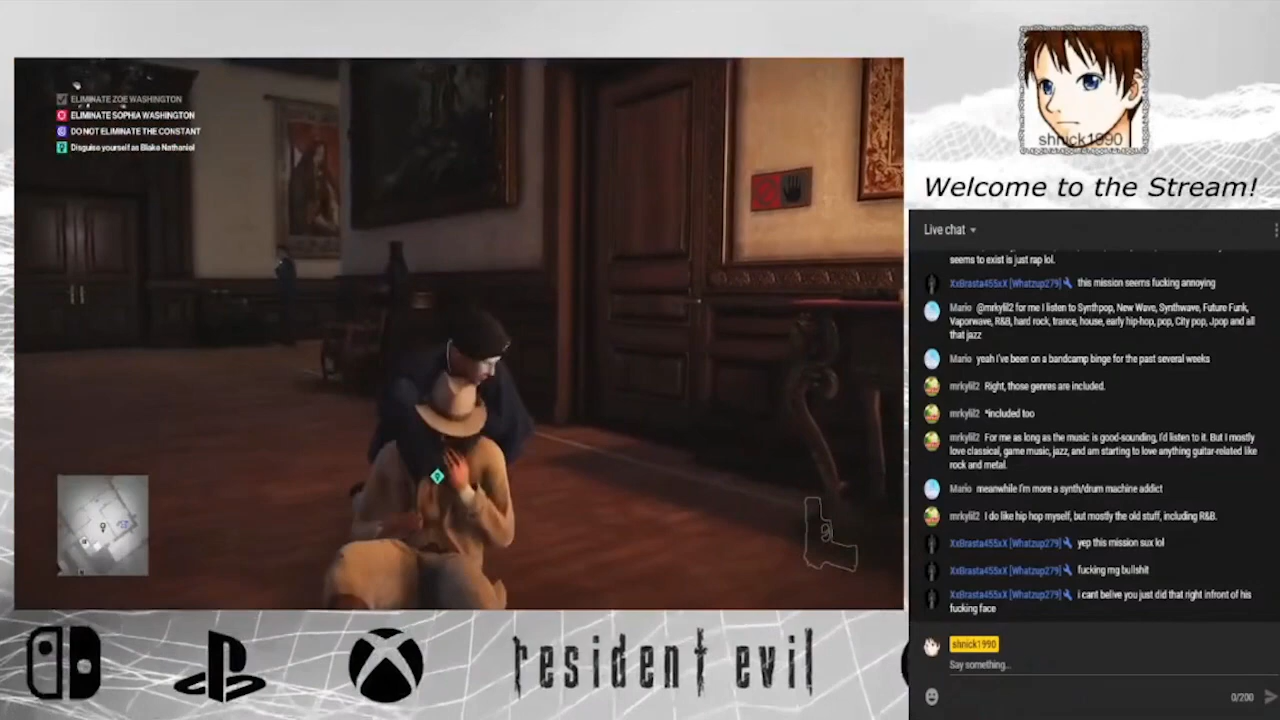 ELIMINATE ZOE WASHINGTON
ELIMINATE SOPHIA WASHINGTON
DO NOT ELIMINATE THE CONSTANT
Disguise yourself as Blake Nathaniel
shnick1990
Welcome to the Stream!
Live chat
seems to exist is just rap lol.
XxBrasta455xX [Whatzup279] this mission seems fucking annoying
Mario @mrkylil2 for me I listen to Synthpop, New Wave, Synthwave, Future Funk,
Vaporwave, R&B, hard rock, trance, house, early hip-hop, pop, City pop, Jpop and all
that jazz
Mario yeah I've been on a bandcamp binge for the past several weeks
mrkylil2 Right, those genres are included.
mrkylil2 *included too
mrkylil2 For me as long as the music is good-sounding, I'd listen to it. But I mostly
love classical, game music, jazz, and am starting to love anything guitar-related like
rock and metal.
Mario meanwhile I'm more a synth/drum machine addict
mrkylil2 I do like hip hop myself, but mostly the old stuff, including R&B.
XxBrasta455xX [Whatzup279] yep this mission sux lol
XxBrasta455xX [Whatzup279] fucking mg bullshit
XxBrasta455xX [Whatzup279] i cant belive you just did that right infront of his
fucking face
shnick1990
Say something...
0/200
resident evil